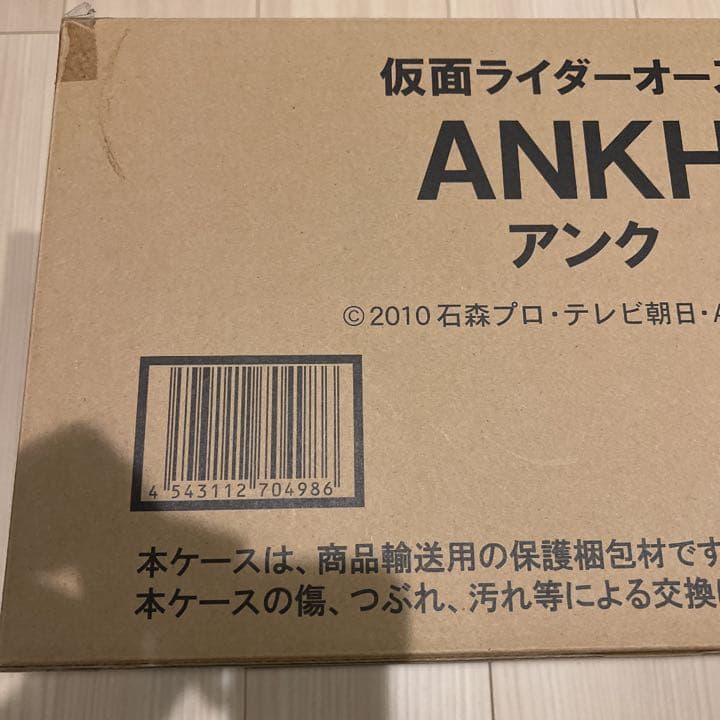 仮面ライダーオー
ANKH
アンク
©2010 石森プロ・テレビ朝日・A
4 543112 704986
本ケースは、商品輸送用の保護梱包材です
本ケースの傷、つぶれ、汚れ等による交換